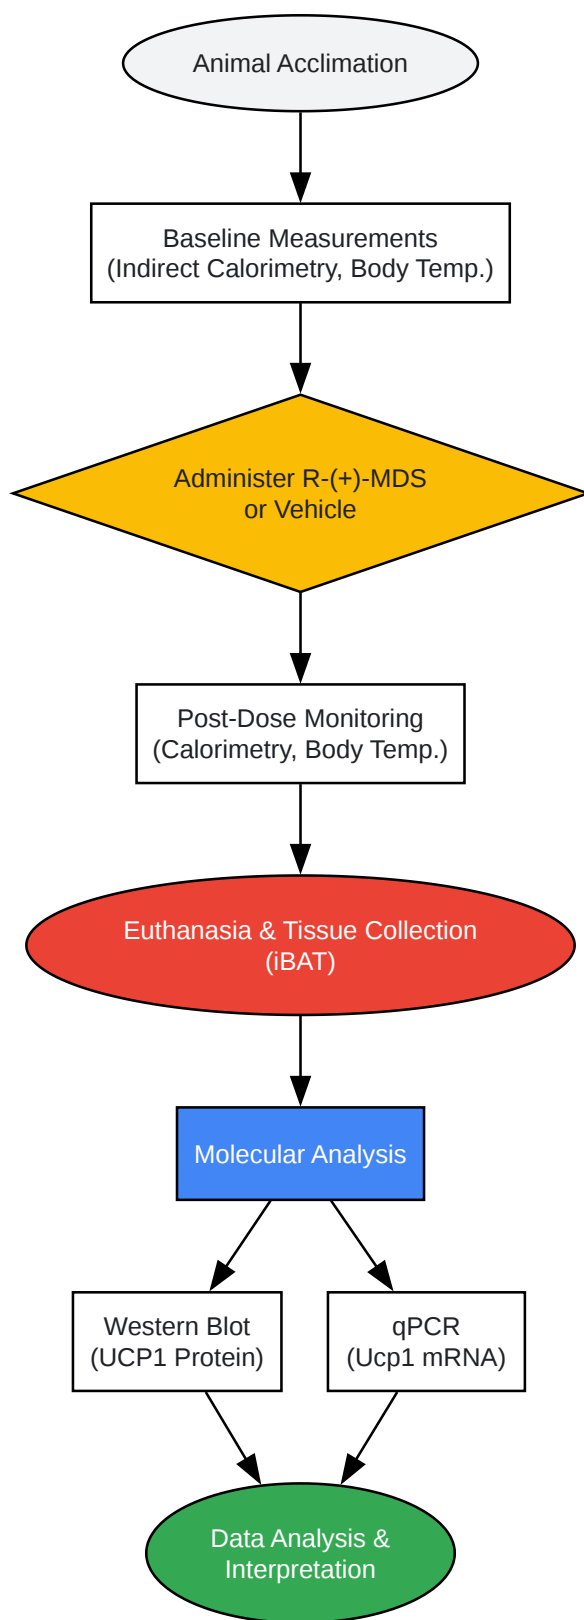 Animal Acclimation
Baseline Measurements
(Indirect Calorimetry, Body Temp.)
Administer R-(+)-MDS
or Vehicle
Post-Dose Monitoring
(Calorimetry, Body Temp.)
Euthanasia & Tissue Collection
(iBAT)
Molecular Analysis
Western Blot
(UCP1 Protein)
qPCR
(Ucp1 mRNA)
Data Analysis &
Interpretation